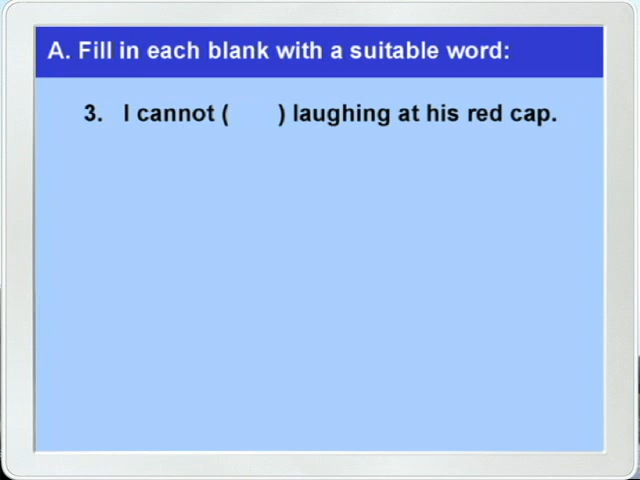 A. Fill in each blank with a suitable word:
3. I cannot ( ) laughing at his red cap.